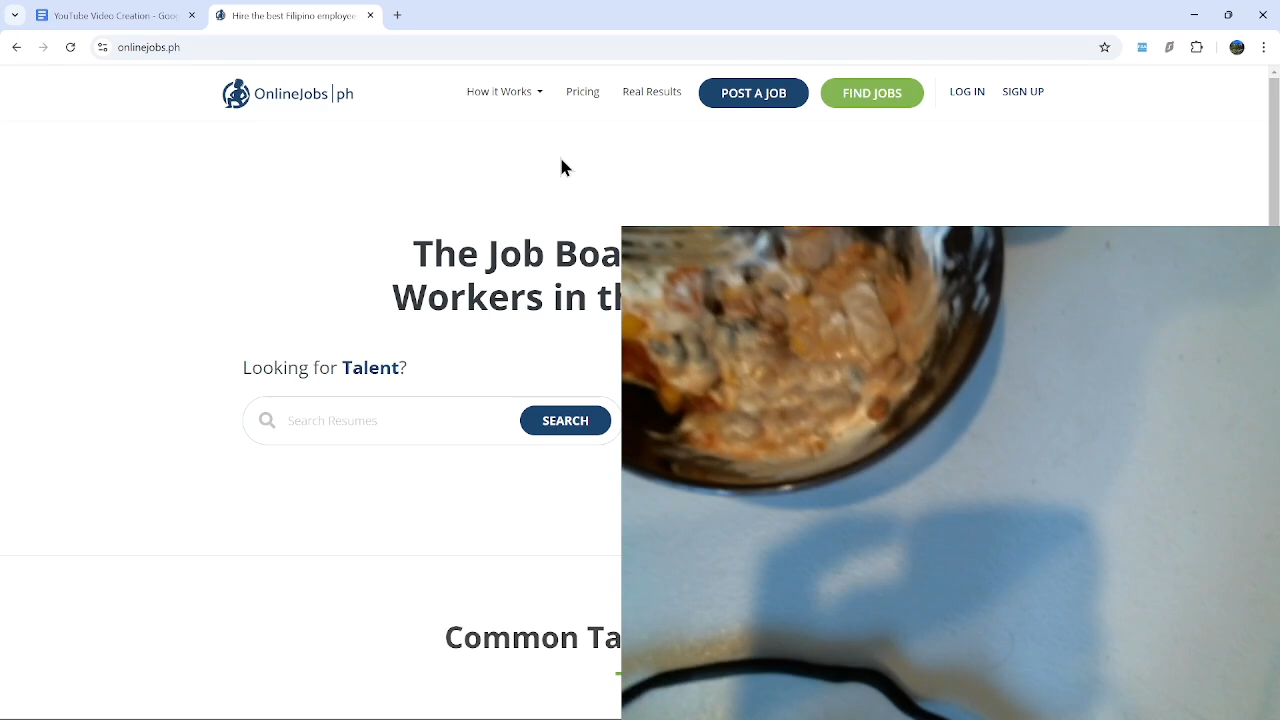 YouTube Video Creation - Goo
Hire the best Filipino employee
onlinejobs.ph
OnlineJobs ph
How it Works
Pricing
Real Results
POST A JOB
FIND JOBS
LOG IN
SIGN UP
The Job Boa
Workers in th
Looking for Talent?
Search Resumes
SEARCH
Common Ta